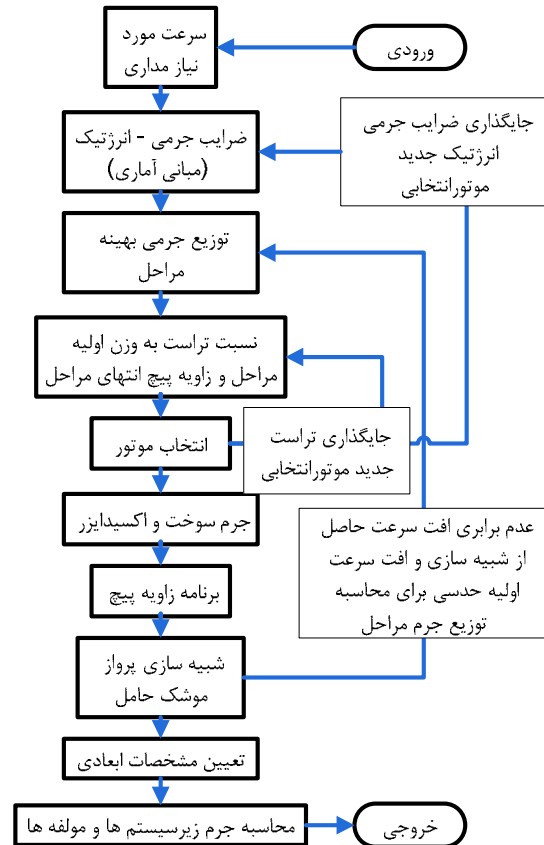 ورودی
سرعت مورد
نیاز مداری
ضرایب جرمی - انرژتیک
(مبانی آماری)
جایگذاری ضرایب جرمی
انرژتیک جدید
موتورانتخابی
توزیع جرمی بهینه
مراحل
نسبت تراست به وزن اولیه
مراحل و زاویه پیچ انتهای مراحل
انتخاب موتور
جایگذاری تراست
جدید موتورانتخابی
جرم سوخت و اکسیدایزر
عدم برابری افت سرعت حاصل
از شبیه سازی و افت سرعت
اولیه حدسی برای محاسبه
توزیع جرم مراحل
برنامه زاویه پیچ
شبیه سازی پرواز
موشک حامل
تعیین مشخصات ابعادی
محاسبه جرم زیرسیستم ها و مولفه ها
خروجی